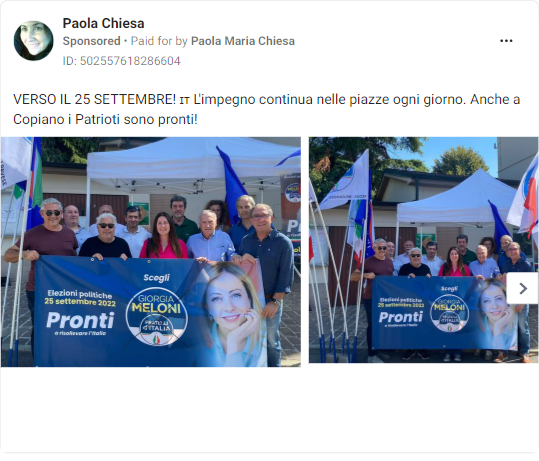 Paola Chiesa
Sponsored • Paid for by Paola Maria Chiesa
ID: 502557618286604
VERSO IL 25 SETTEMBRE! ıт L'impegno continua nelle piazze ogni giorno. Anche a
Copiano i Patrioti sono pronti!
Scegli
Elezioni politiche
25 settembre 2022
Pronti
a risollevare l'Italia
GIORGIA
MELONI
FRATELLI
D'ITALIA
Scegli
Elezioni politiche
25 settembre 2022
Pronti
a risollevare l'Italia
GIORGIA
MELONI
FRATELLI
D'ITALIA